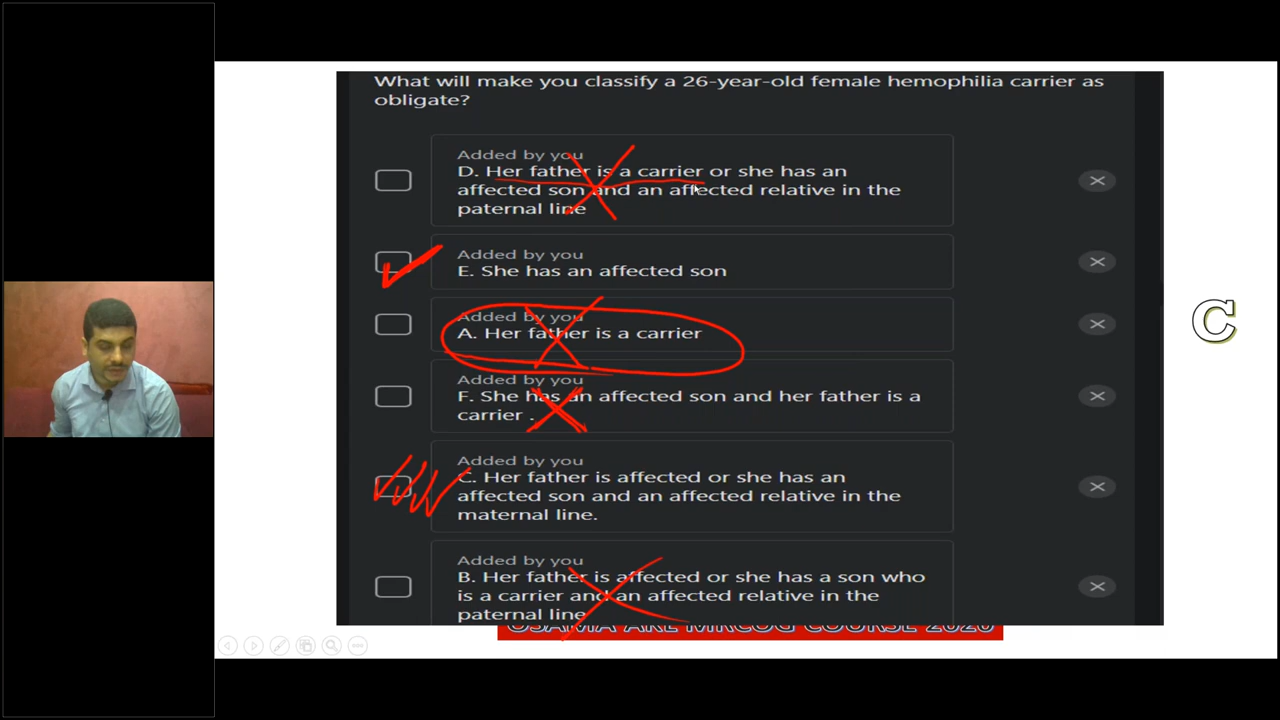 What will make you classify a 26-year-old female hemophilia carrier as
obligate?
Added by you
D. Her father is a carrier or she has an
affected son and an affected relative in the
paternal line
Added by you
E. She has an affected son
Added by you
A. Her father is a carrier
Added by you
F. She has an affected son and her father is a
carrier .
Added by you
C. Her father is affected or she has an
affected son and an affected relative in the
maternal line.
Added by you
B. Her father is affected or she has a son who
is a carrier and an affected relative in the
paternal line
C
MRCOG COURSE 2020